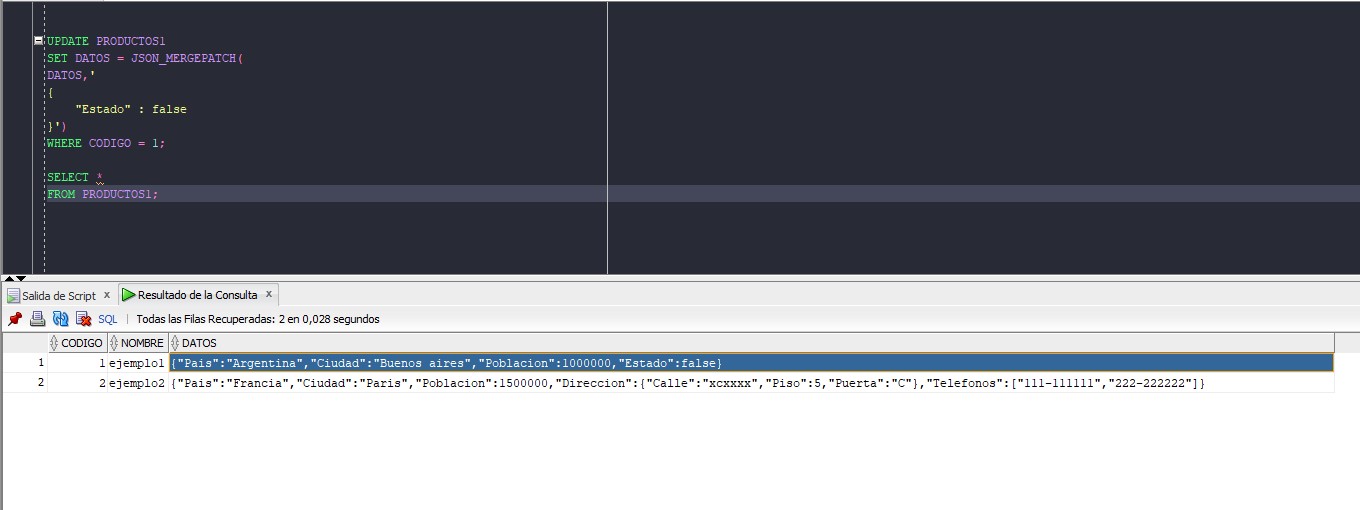 UPDATE PRODUCTOS1
SET DATOS = JSON_MERGEPATCH(
DATOS,'
{
    "Estado" : false
}')
WHERE CODIGO = 1;
SELECT *
FROM PRODUCTOS1;
Salida de Script x Resultado de la Consulta x
SQL | Todas las Filas Recuperadas: 2 en 0,028 segundos
CODIGO NOMBRE DATOS
1 1 ejemplo1 {"Pais":"Argentina","Ciudad":"Buenos aires","Poblacion":1000000,"Estado":false}
2 2 ejemplo2 {"Pais":"Francia","Ciudad":"Paris","Poblacion":1500000,"Direccion":{"Calle":"xcxxxx","Piso":5,"Puerta":"C"},"Telefonos":["111-111111","222-222222"]}